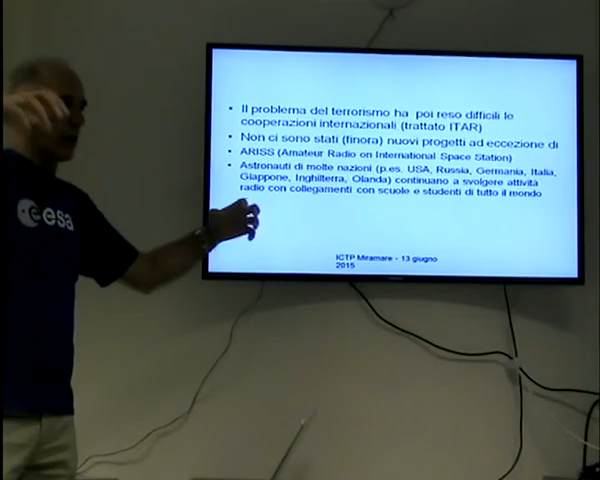 • Il problema del terrorismo ha poi reso difficili le
cooperazioni internazionali (trattato ITAR)
• Non ci sono stati (finora) nuovi progetti ad eccezione di
• ARISS (Amateur Radio on International Space Station)
• Astronauti di molte nazioni (p.es. USA, Russia, Germania, Italia,
Giappone, Inghilterra, Olanda) continuano a svolgere attività
radio con collegamenti con scuole e studenti di tutto il mondo
esa
ICTP Miramare - 13 giugno
2015